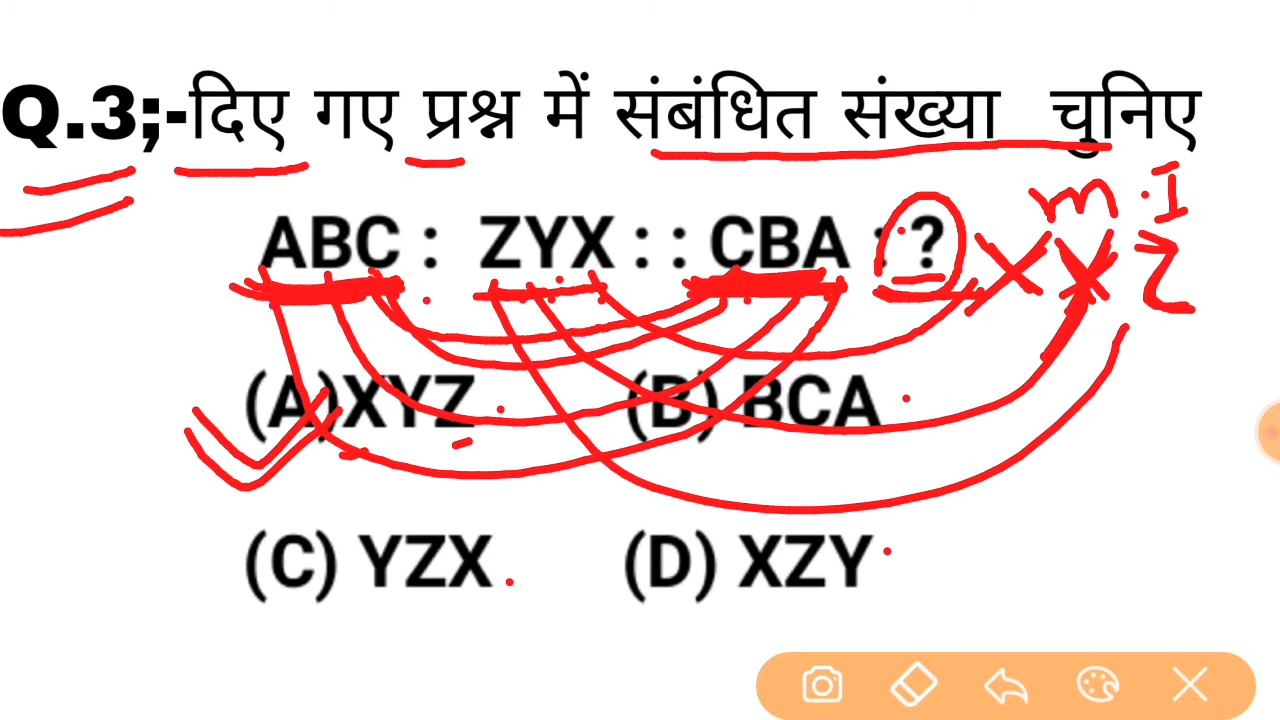 Q.3;-दिए गए प्रश्न में संबंधित संख्या चुनिए
m.I
ABC : ZYX : : CBA : ? X Y Z
(A)XYZ (B) BCA
(C) YZX (D) XZY